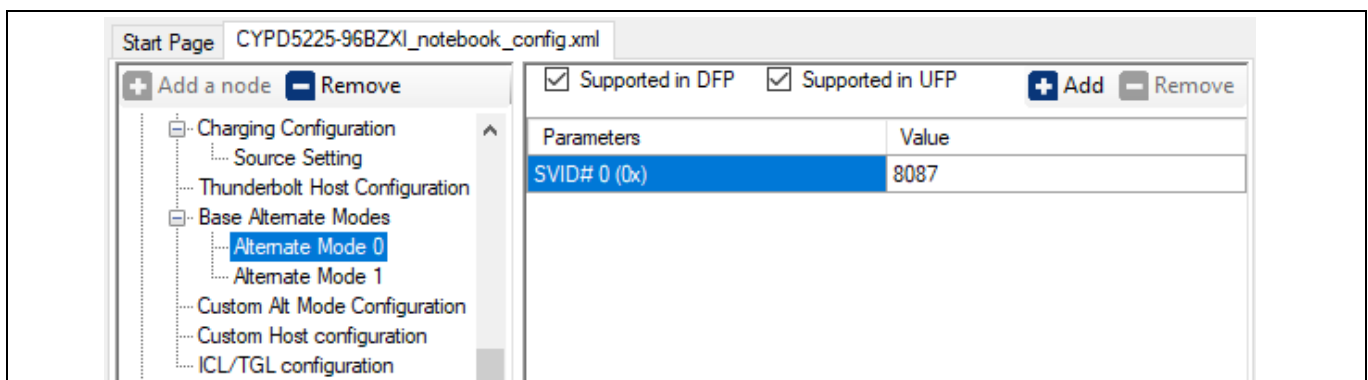 Start Page CYPD5225-96BZXI_notebook_config.xml
Add a node Remove
Supported in DFP Supported in UFP Add Remove
Charging Configuration
Source Setting
Thunderbolt Host Configuration
Base Alternate Modes
Alternate Mode 0
Alternate Mode 1
Custom Alt Mode Configuration
Custom Host configuration
ICL/TGL configuration
Parameters Value
SVID# 0 (0x) 8087